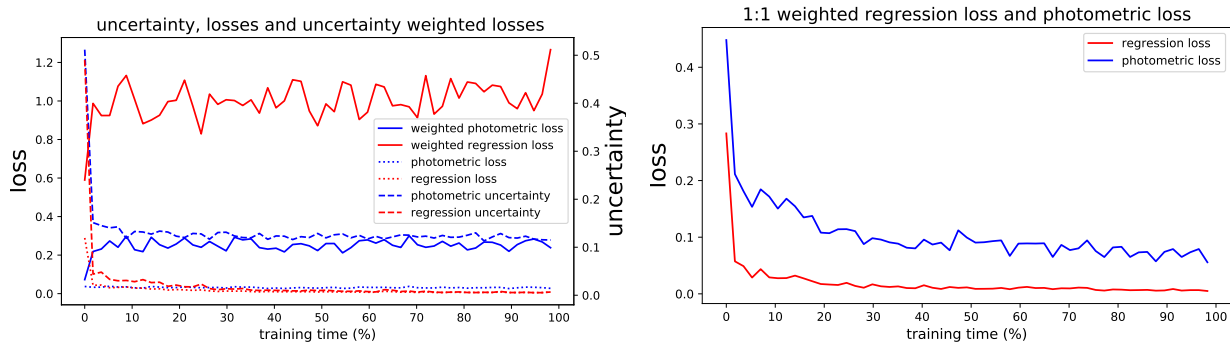 uncertainty, losses and uncertainty weighted losses
loss
1.2
1.0
0.8
0.6
0.4
0.2
0.0
0.5
0.4
0.3
0.2
0.1
0.0
uncertainty
weighted photometric loss
weighted regression loss
photometric loss
regression loss
photometric uncertainty
regression uncertainty
0 10 20 30 40 50 60 70 80 90 100
training time (%)
1:1 weighted regression loss and photometric loss
loss
0.4
0.3
0.2
0.1
0.0
regression loss
photometric loss
0 10 20 30 40 50 60 70 80 90 100
training time (%)